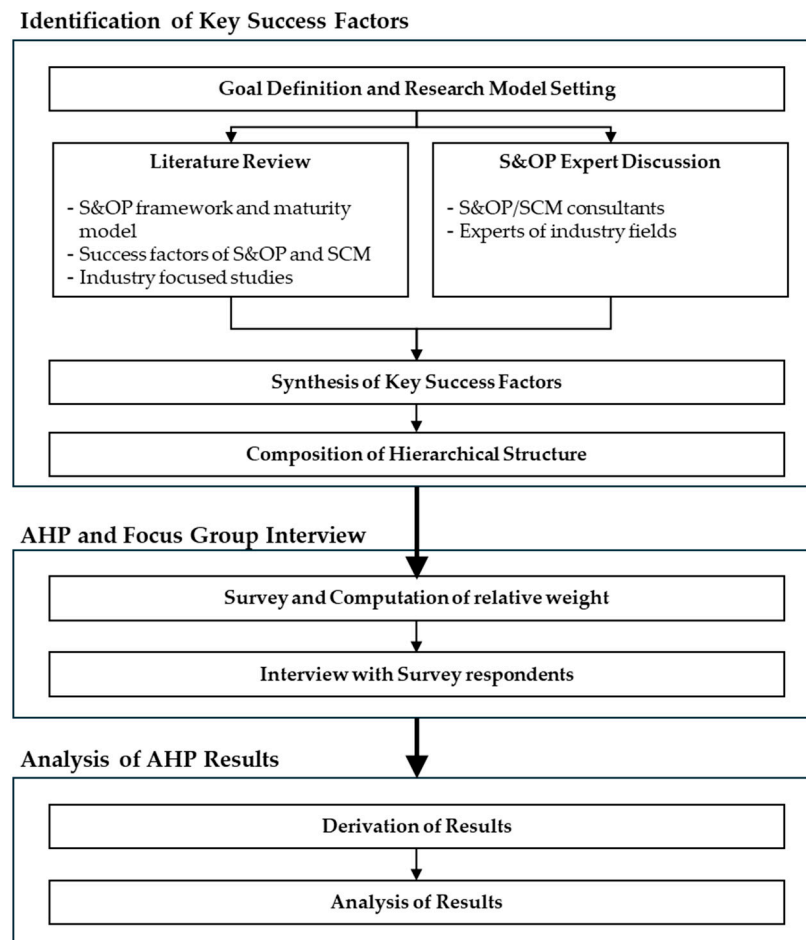 Identification of Key Success Factors
Goal Definition and Research Model Setting
Literature Review
- S&OP framework and maturity
model
- Success factors of S&OP and SCM
- Industry focused studies
S&OP Expert Discussion
- S&OP/SCM consultants
- Experts of industry fields
Synthesis of Key Success Factors
Composition of Hierarchical Structure
AHP and Focus Group Interview
Survey and Computation of relative weight
Interview with Survey respondents
Analysis of AHP Results
Derivation of Results
Analysis of Results